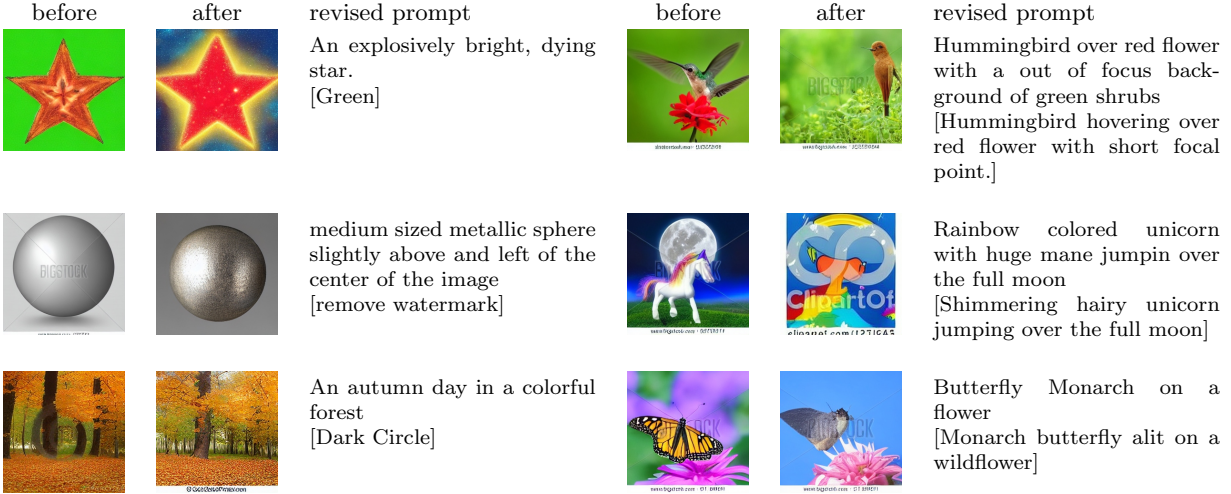 before
after
revised prompt
before
after
revised prompt
An explosively bright, dying
star.
[Green]
Hummingbird over red flower
with a out of focus back-
ground of green shrubs
[Hummingbird hovering over
red flower with short focal
point.]
BIGSTOCK
medium sized metallic sphere
slightly above and left of the
center of the image
[remove watermark]
BIGSTOCK
Rainbow colored unicorn
with huge mane jumpin over
the full moon
[Shimmering hairy unicorn
jumping over the full moon]
BIGSTOCK
ClipartOf
An autumn day in a colorful
forest
[Dark Circle]
Butterfly Monarch on a
flower
[Monarch butterfly alit on a
wildflower]
BIGSTOCK
BIGSTOCK